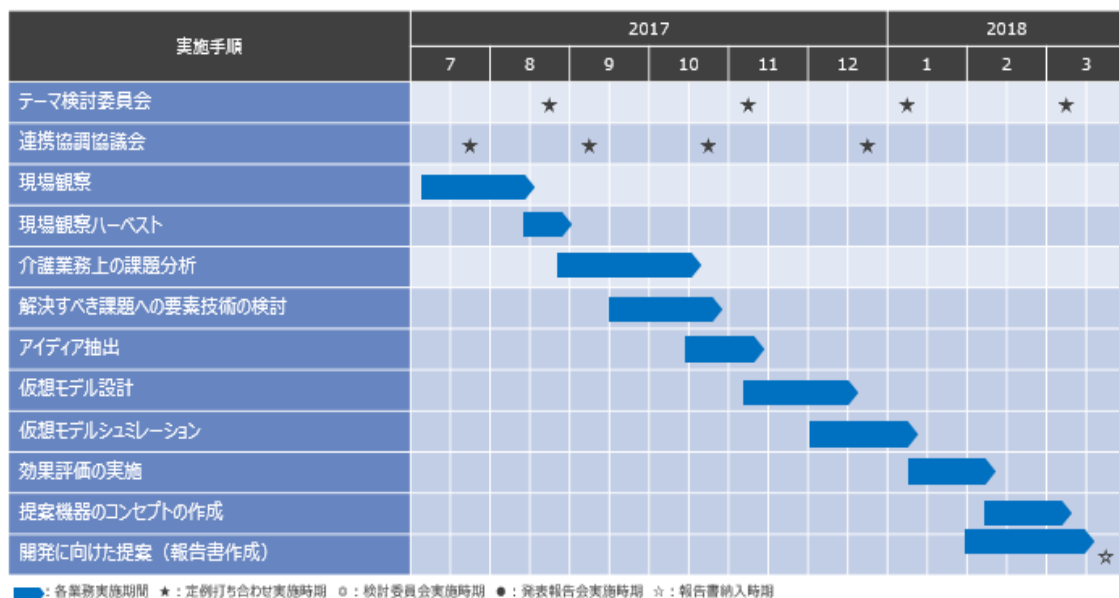 実施手順
2017 2018
7 8 9 10 11 12 1 2 3
テーマ検討委員会 ★ ★ ★ ★
連携協調協議会 ★ ★ ★ ★
現場観察
現場観察ハーベスト
介護業務上の課題分析
解決すべき課題への要素技術の検討
アイディア抽出
仮想モデル設計
仮想モデルシュミレーション
効果評価の実施
提案機器のコンセプトの作成
開発に向けた提案（報告書作成） ☆
：各業務実施期間 ★：定例打ち合わせ実施時期 ◎：検討委員会実施時期 ●：発表報告会実施時期 ☆：報告書納入時期